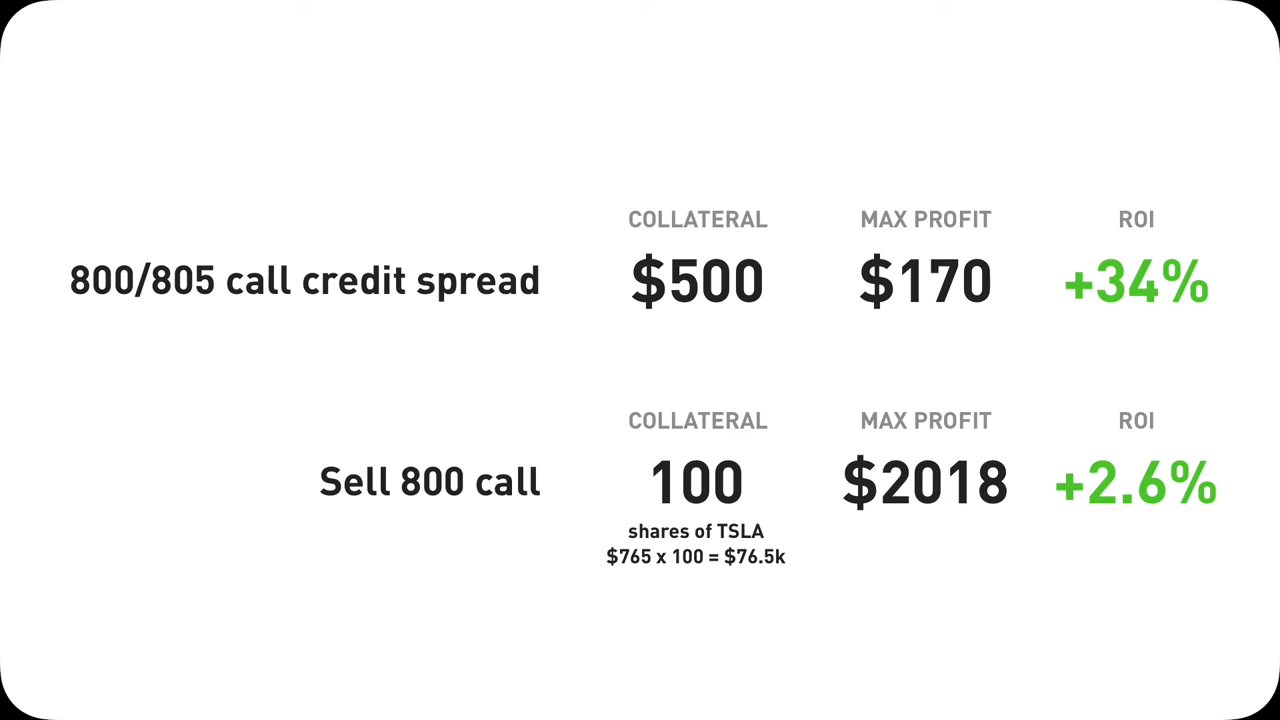 COLLATERAL MAX PROFIT ROI
800/805 call credit spread $500 $170 +34%
COLLATERAL MAX PROFIT ROI
Sell 800 call 100 $2018 +2.6%
shares of TSLA
$765 x 100 = $76.5k